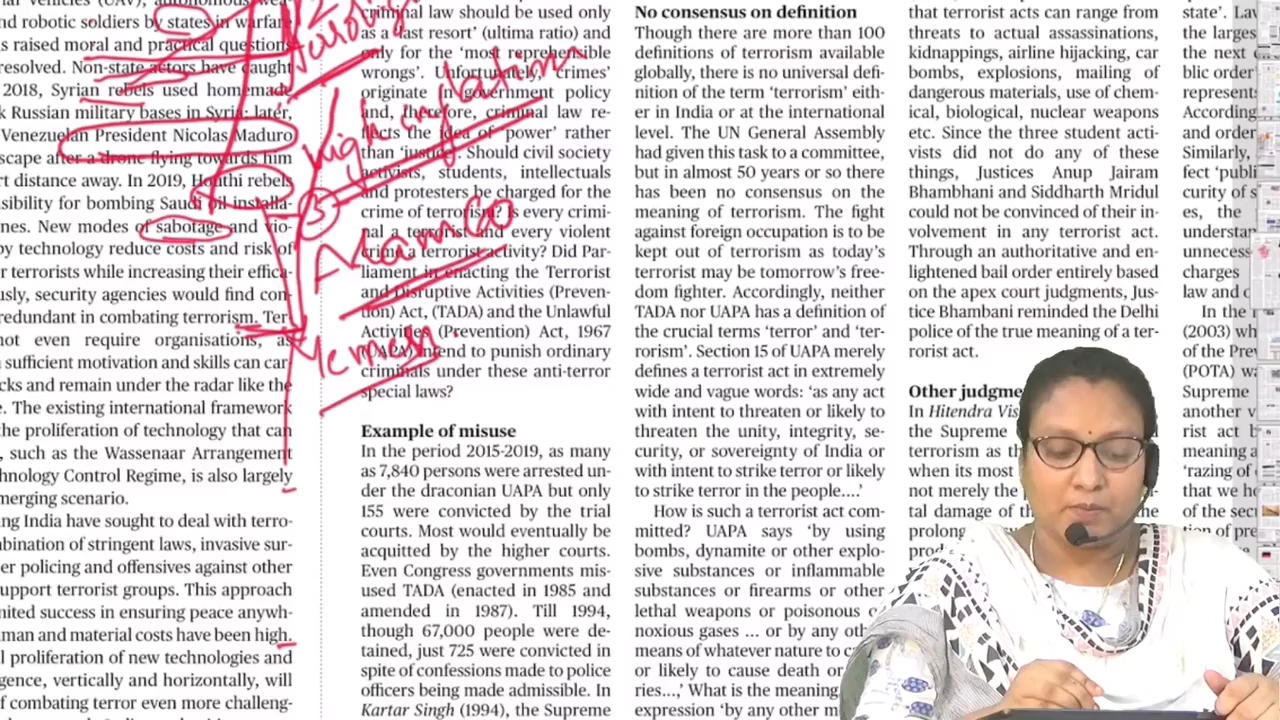 al vehicles (UAV), autonomous wea-
nd robotic soldiers by states in warfare
s raised moral and practical questions
resolved. Non-state actors have caught
2018, Syrian rebels used homemade
k Russian military bases in Syria; later,
Venezuelan President Nicolas Maduro
scape after a drone flying towards him
rt distance away. In 2019, Houthi rebels
sibility for bombing Saudi oil installa-
nes. New modes of sabotage and vio-
by technology reduce costs and risk of
r terrorists while increasing their effica-
usly, security agencies would find con-
redundant in combating terrorism. Ter-
not even require organisations, as
sufficient motivation and skills can car
cks and remain under the radar like the
e. The existing international framework
the proliferation of technology that can
, such as the Wassenaar Arrangement
hnology Control Regime, is also largely
merging scenario.
ing India have sought to deal with terro-
mbination of stringent laws, invasive sur-
er policing and offensives against other
upport terrorist groups. This approach
mited success in ensuring peace anywh-
uman and material costs have been high.
l proliferation of new technologies and
gence, vertically and horizontally, will
f combating terror even more challeng-
criminal law should be used only
as a 'last resort' (ultima ratio) and
only for the 'most reprehensible
wrongs'. Unfortunately, 'crimes'
originate in government policy
and, therefore, criminal law re-
flects the idea of 'power' rather
than 'justice'. Should civil society
activists, students, intellectuals
and protesters be charged for the
crime of terrorism? Is every crimi-
nal a terrorist and every violent
crime a terrorist activity? Did Par-
liament in enacting the Terrorist
and Disruptive Activities (Preven-
tion) Act, (TADA) and the Unlawful
Activities (Prevention) Act, 1967
(UAPA) intend to punish ordinary
criminals under these anti-terror
special laws?
Example of misuse
In the period 2015-2019, as many
as 7,840 persons were arrested un-
der the draconian UAPA but only
155 were convicted by the trial
courts. Most would eventually be
acquitted by the higher courts.
Even Congress governments mis-
used TADA (enacted in 1985 and
amended in 1987). Till 1994,
though 67,000 people were de-
tained, just 725 were convicted in
spite of confessions made to police
officers being made admissible. In
Kartar Singh (1994), the Supreme
No consensus on definition
Though there are more than 100
definitions of terrorism available
globally, there is no universal defi-
nition of the term 'terrorism' eith-
er in India or at the international
level. The UN General Assembly
had given this task to a committee,
but in almost 50 years or so there
has been no consensus on the
meaning of terrorism. The fight
against foreign occupation is to be
kept out of terrorism as today's
terrorist may be tomorrow's free-
dom fighter. Accordingly, neither
TADA nor UAPA has a definition of
the crucial terms 'terror' and 'ter-
rorism'. Section 15 of UAPA merely
defines a terrorist act in extremely
wide and vague words: 'as any act
with intent to threaten or likely to
threaten the unity, integrity, se-
curity, or sovereignty of India or
with intent to strike terror or likely
to strike terror in the people....'
How is such a terrorist act com-
mitted? UAPA says 'by using
bombs, dynamite or other explo-
sive substances or inflammable
substances or firearms or other
lethal weapons or poisonous o
noxious gases ... or by any oth
means of whatever nature to c
or likely to cause death or
ries...,' What is the meaning
expression 'by any other m
that terrorist acts can range from
threats to actual assassinations,
kidnappings, airline hijacking, car
bombs, explosions, mailing of
dangerous materials, use of chem-
ical, biological, nuclear weapons
etc. Since the three student acti-
vists did not do any of these
things, Justices Anup Jairam
Bhambhani and Siddharth Mridul
could not be convinced of their in-
volvement in any terrorist act.
Through an authoritative and en-
lightened bail order entirely based
on the apex court judgments, Jus-
tice Bhambani reminded the Delhi
police of the true meaning of a ter-
rorist act.
Other judgme
In Hitendra Vis
the Supreme
terrorism as th
when its most
not merely the
tal damage of th
prolong
prod
state'. Lav
the larges
the next
blic order
represent
According
and order
Similarly,
fect 'publi
curity of s
es, the
understan
unnecess
charges
law and c
In the
(2003) wh
of the Prev
(POTA) wa
Supreme
another v
rist act b
meaning a
'razing of
that we ho
of the secu
tion of pre
Yemen